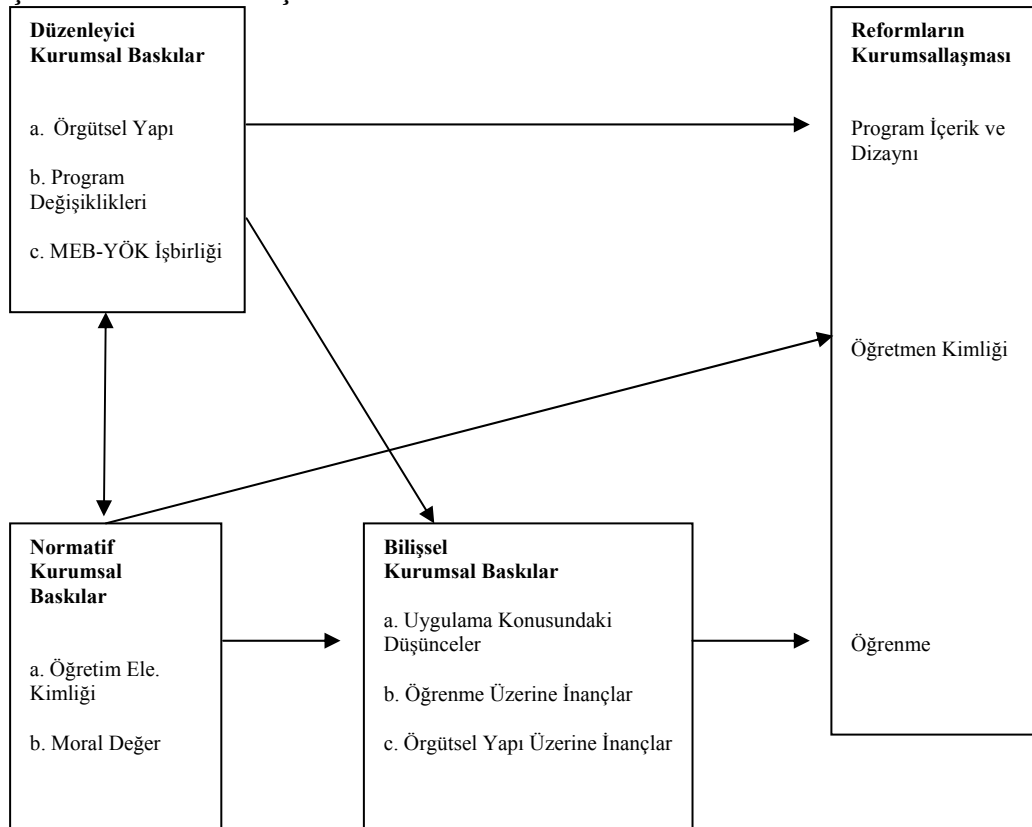 Düzenleyici
Kurumsal Baskılar
a. Örgütsel Yapı
b. Program
Değişiklikleri
c. MEB-YÖK İşbirliği
Reformların
Kurumsallaşması
Program İçerik ve
Dizaynı
Öğretmen Kimliği
Öğrenme
Normatif
Kurumsal
Baskılar
a. Öğretim Ele.
Kimliği
b. Moral Değer
Bilişsel
Kurumsal Baskılar
a. Uygulama Konusundaki
Düşünceler
b. Öğrenme Üzerine İnançlar
c. Örgütsel Yapı Üzerine İnançlar